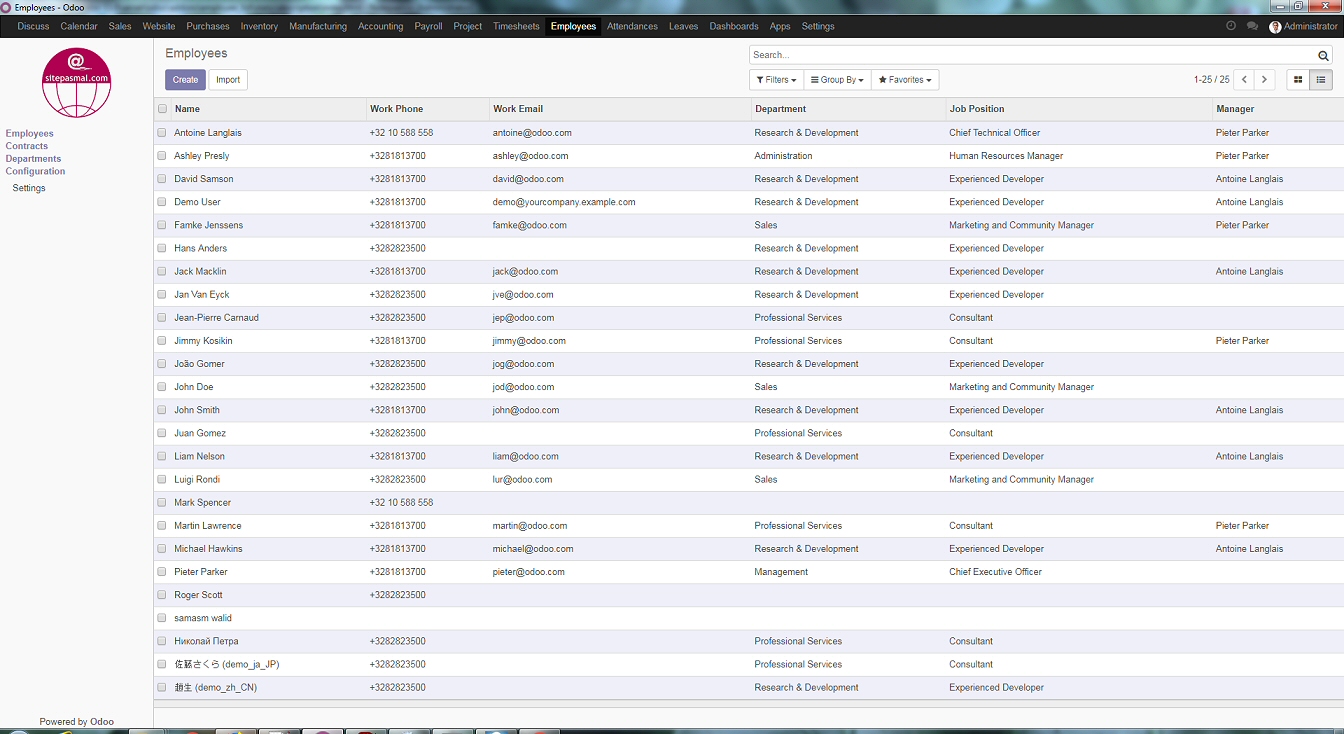 Employees - Odoo
Discuss Calendar Sales Website Purchases Inventory Manufacturing Accounting Payroll Project Timesheets Employees Attendances Leaves Dashboards Apps Settings Administrator
@
sitepasmal.com
Employees
Contracts
Departments
Configuration
Settings
Powered by Odoo
Employees
Search...
Create Import
Filters Group By Favorites 1-25 / 25
Name Work Phone Work Email Department Job Position Manager
Antoine Langlais +32 10 588 558 antoine@odoo.com Research & Development Chief Technical Officer Pieter Parker
Ashley Presly +3281813700 ashley@odoo.com Administration Human Resources Manager Pieter Parker
David Samson +3281813700 david@odoo.com Research & Development Experienced Developer Antoine Langlais
Demo User +3281813700 demo@yourcompany.example.com Research & Development Experienced Developer Antoine Langlais
Famke Jenssens +3281813700 famke@odoo.com Sales Marketing and Community Manager Pieter Parker
Hans Anders +3282823500 Research & Development Experienced Developer
Jack Macklin +3281813700 jack@odoo.com Research & Development Experienced Developer Antoine Langlais
Jan Van Eyck +3282823500 jve@odoo.com Research & Development Experienced Developer
Jean-Pierre Carnaud +3282823500 jep@odoo.com Professional Services Consultant
Jimmy Kosikin +3281813700 jimmy@odoo.com Professional Services Consultant Pieter Parker
João Gomer +3282823500 jog@odoo.com Research & Development Experienced Developer
John Doe +3282823500 jod@odoo.com Sales Marketing and Community Manager
John Smith +3281813700 john@odoo.com Research & Development Experienced Developer Antoine Langlais
Juan Gomez +3282823500 Professional Services Consultant
Liam Nelson +3281813700 liam@odoo.com Research & Development Experienced Developer Antoine Langlais
Luigi Rondi +3282823500 lur@odoo.com Sales Marketing and Community Manager
Mark Spencer +32 10 588 558
Martin Lawrence +3281813700 martin@odoo.com Professional Services Consultant Pieter Parker
Michael Hawkins +3281813700 michael@odoo.com Research & Development Experienced Developer Antoine Langlais
Pieter Parker +3281813700 pieter@odoo.com Management Chief Executive Officer
Roger Scott +3282823500
samasm walid
Николай Петра +3282823500 Professional Services Consultant
佐藤さくら (demo_ja_JP) +3282823500 Professional Services Consultant
趙生 (demo_zh_CN) +3282823500 Research & Development Experienced Developer